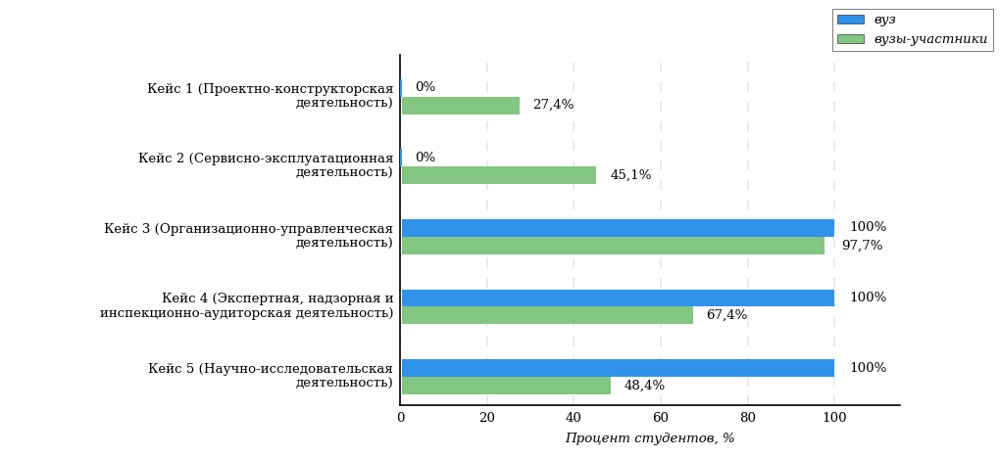 вуз
вузы-участники
Кейс 1 (Проектно-конструкторская
деятельность)
0%
27,4%
Кейс 2 (Сервисно-эксплуатационная
деятельность)
0%
45,1%
Кейс 3 (Организационно-управленческая
деятельность)
100%
97,7%
Кейс 4 (Экспертная, надзорная и
инспекционно-аудиторская деятельность)
100%
67,4%
Кейс 5 (Научно-исследовательская
деятельность)
100%
48,4%
0 20 40 60 80 100
Процент студентов, %